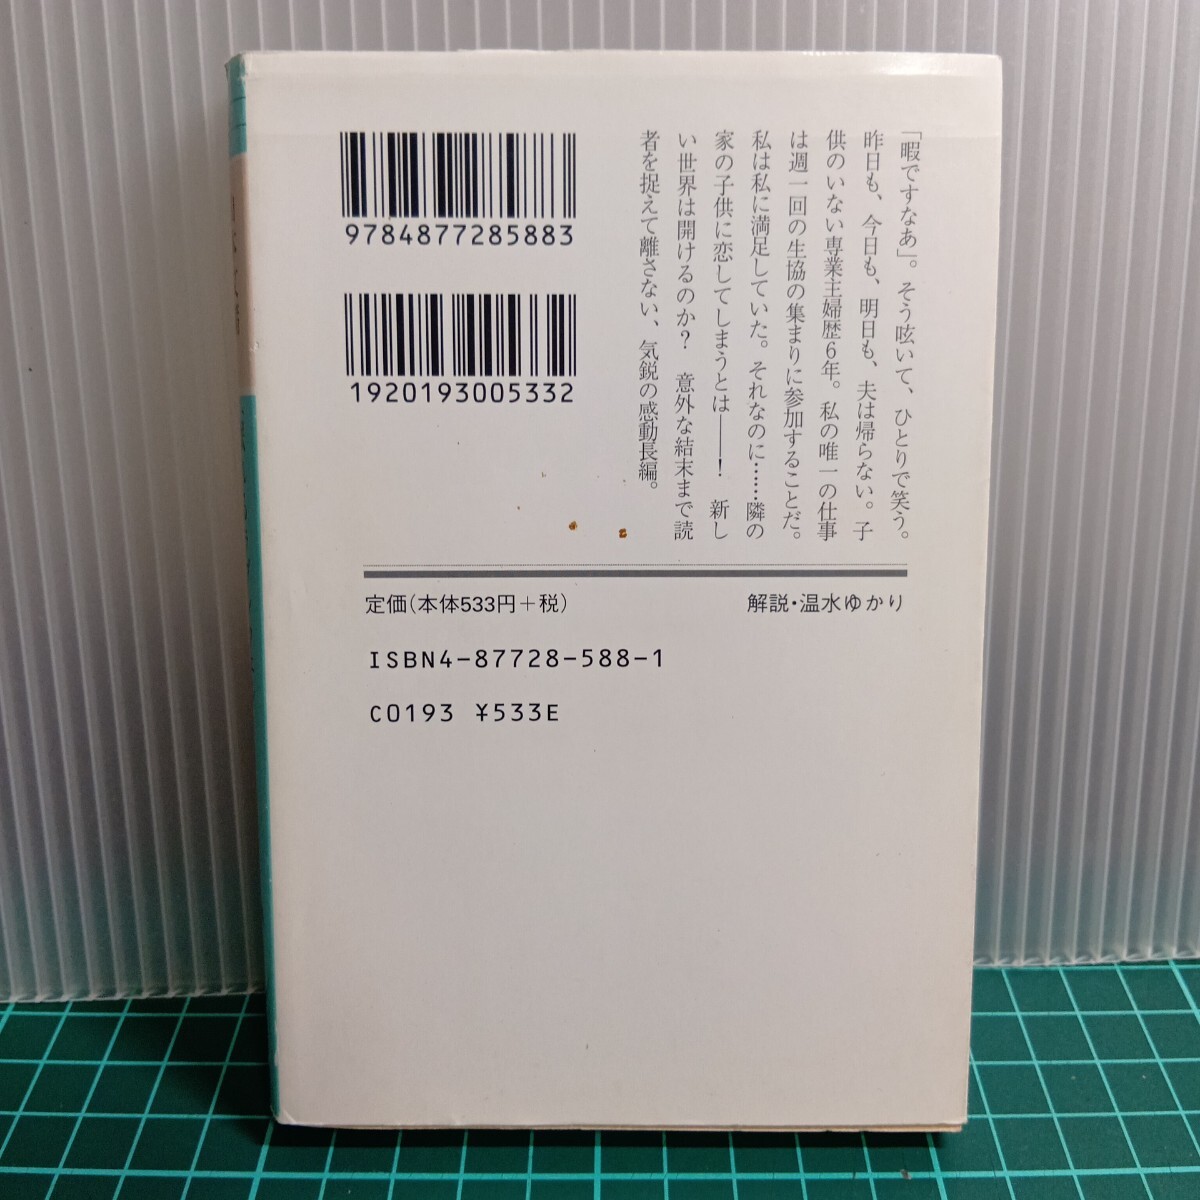 「暇ですなあ」。そう呟いて、ひとりで笑う。
昨日も、今日も、明日も、夫は帰らない。子
供のいない専業主婦歴6年。私の唯一の仕事
は週一回の生協の集まりに参加することだ。
私は私に満足していた。それなのに……隣の
家の子供に恋してしまうとは――！　新し
い世界は開けるのか？　意外な結末まで読
者を捉えて離さない、気鋭の感動長編。
9784877285883
1920193005332
定価(本体533円+税)
解説・温水ゆかり
ISBN4-87728-588-1
C0193 ¥533E